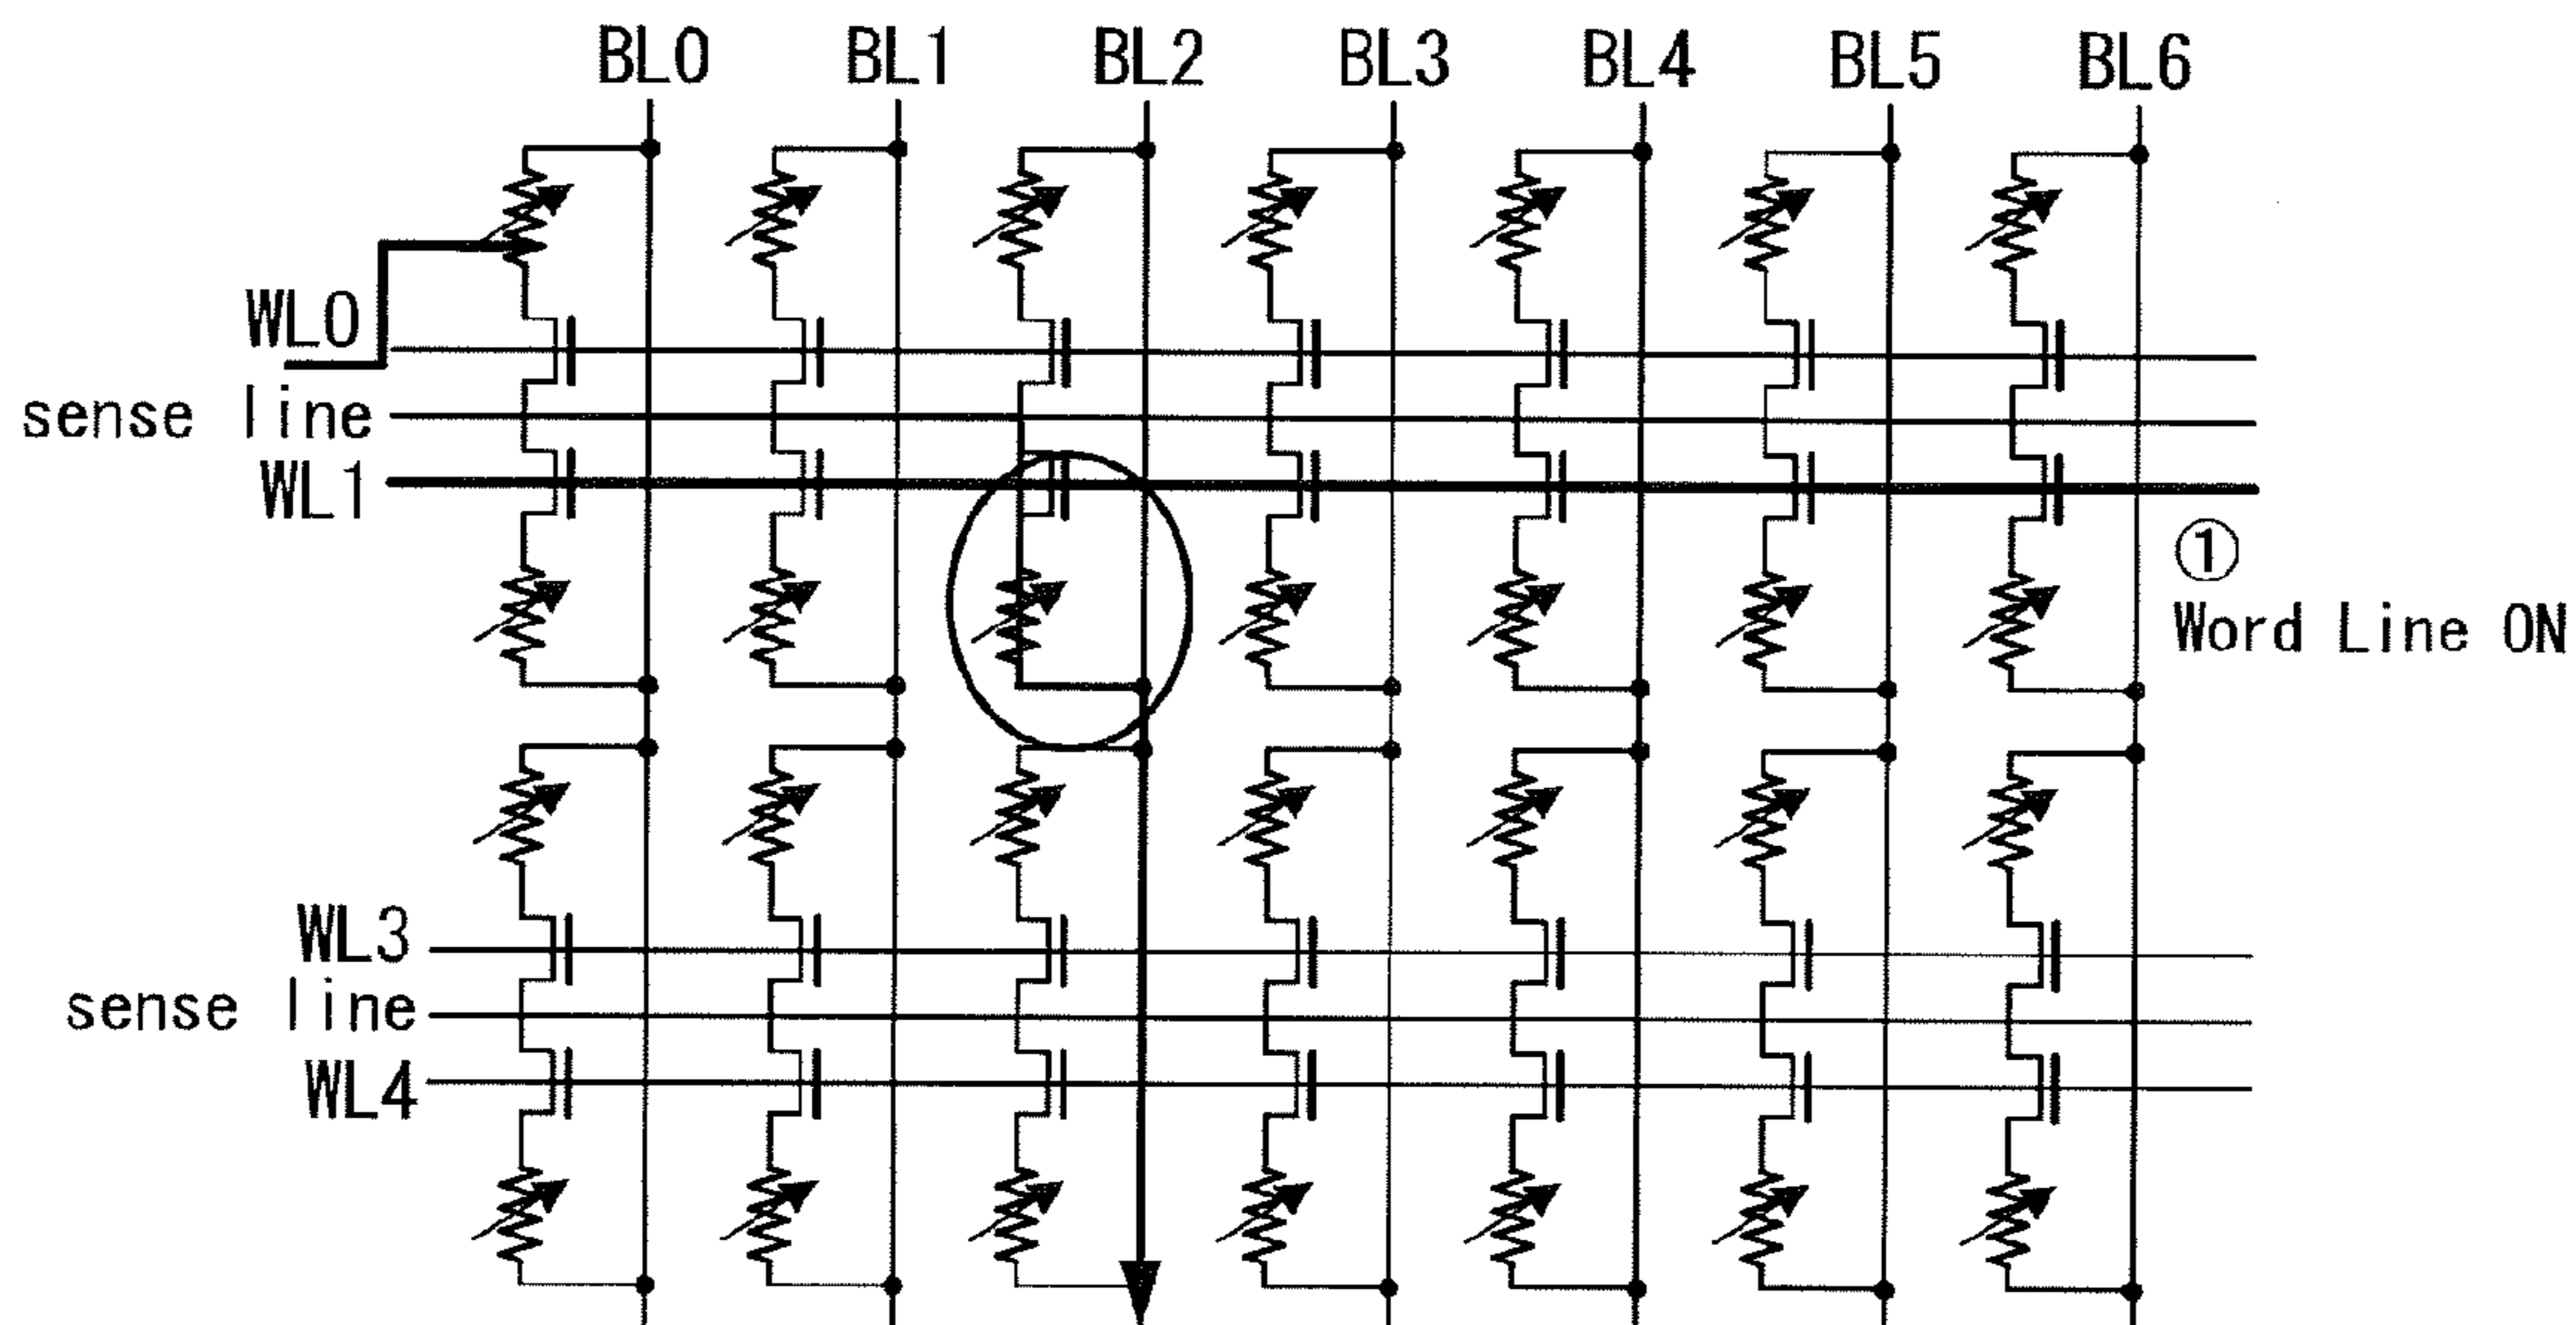 BL0 BL1 BL2 BL3 BL4 BL5 BL6
WL0
sense line
WL1
①
Word Line ON
WL3
sense line
WL4